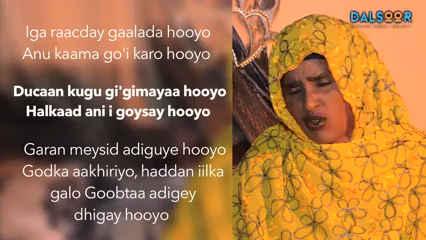 DALSOOR
Iga raacday gaalada hooyo
Anu kaama go'i karo hooyo
Ducaan kugu gi'gimayaa hooyo
Halkaad ani i goysay hooyo
Garan meysid adiguye hooyo
Godka aakhiriyo, haddan iilka
galo Goobtaa adigey
dhigay hooyo